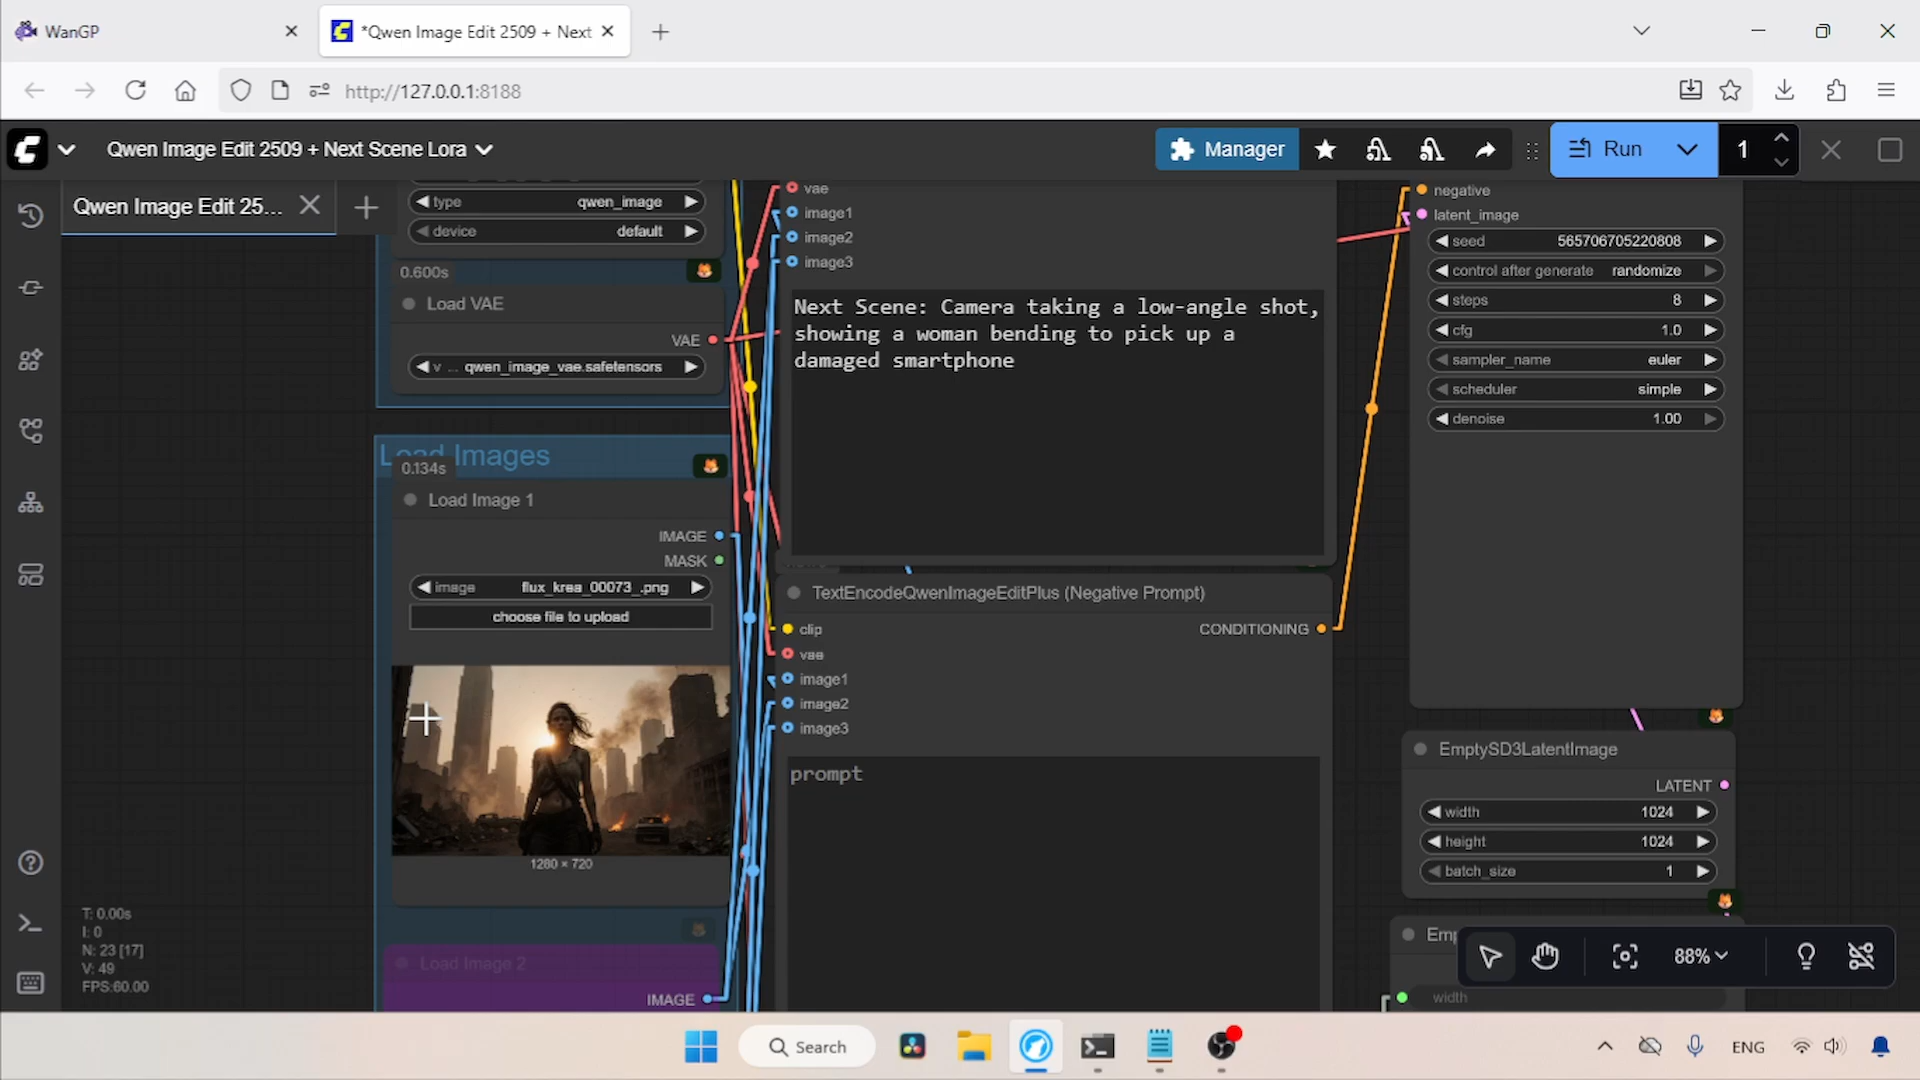 WanGP
*Qwen Image Edit 2509 + Next
http://127.0.0.1:8188
Qwen Image Edit 2509 + Next Scene Lora
Manager
Run
1
Qwen Image Edit 25...
type qwen_image
device default
0.600s
Load VAE
VAE
v ... qwen_image_vae.safetensors
Load Images
0.134s
Load Image 1
IMAGE
MASK
image flux_krea_00073_.png
choose file to upload
1280 × 720
Load Image 2
IMAGE
vae
image1
image2
image3
Next Scene: Camera taking a low-angle shot,
showing a woman bending to pick up a
damaged smartphone
TextEncodeQwenImageEditPlus (Negative Prompt)
clip
CONDITIONING
vae
image1
image2
image3
prompt
negative
latent_image
seed 565706705220808
control after generate randomize
steps 8
cfg 1.0
sampler_name euler
scheduler simple
denoise 1.00
EmptySD3LatentImage
LATENT
width 1024
height 1024
batch_size 1
Emp
width
88%
T: 0.00s
I: 0
N: 23 [17]
V: 49
FPS:60.00
Search
ENG